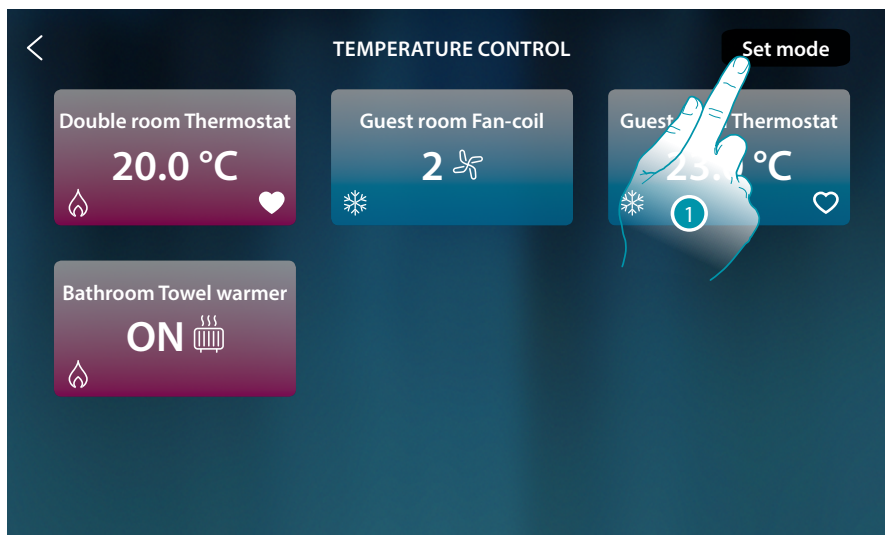 TEMPERATURE CONTROL
Set mode
Double room Thermostat
20.0 °C
Guest room Fan-coil
2
Guest Thermostat
23. °C
1
Bathroom Towel warmer
ON